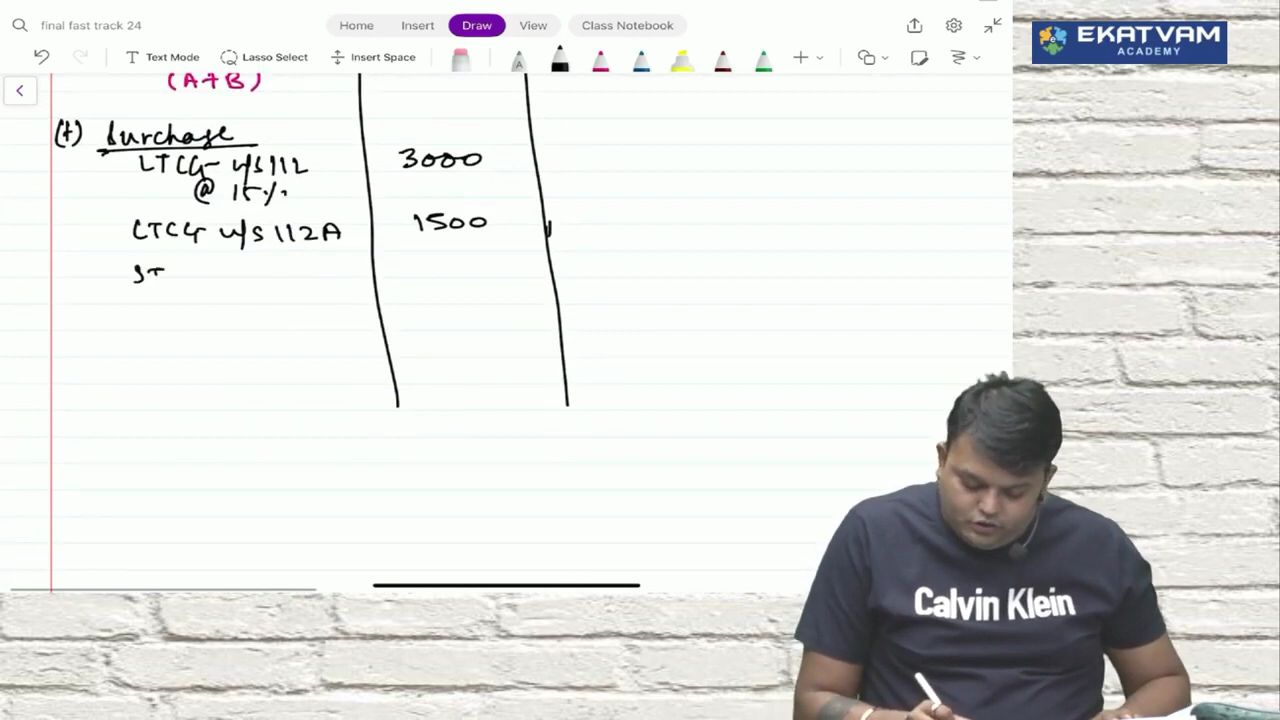 final fast track 24
Home Insert Draw View Class Notebook
Text Mode Lasso Select Insert Space
A
EKATVAM
ACADEMY
(A+B)
(+) Surcharge
LTCG u/s 112 3000
@ 15%
LTCG u/s 112A 1500
ST
Calvin Klein